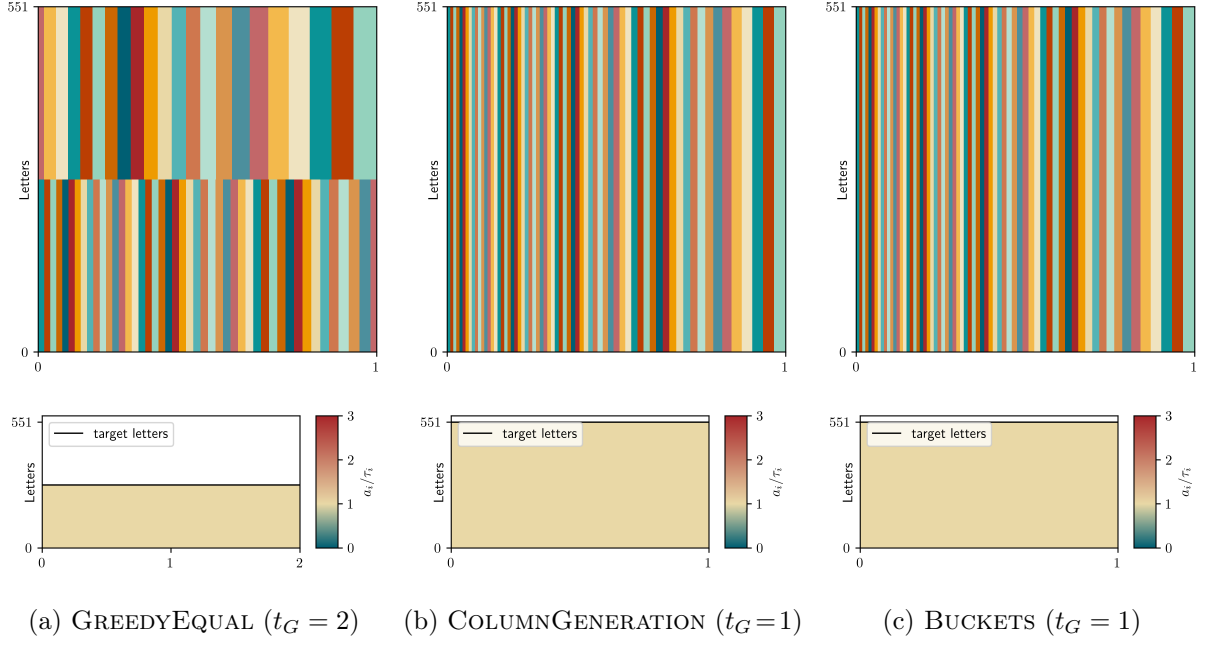 551
Letters
0
0
1
551
Letters
0
0
1
551
Letters
0
0
1
551
Letters
0
0
1
2
target letters
3
2
1
0
a_i/τ_i
551
Letters
0
0
1
target letters
3
2
1
0
a_i/τ_i
551
Letters
0
0
1
target letters
3
2
1
0
a_i/τ_i
(a) GREEDYEQUAL (t_G = 2)
(b) COLUMNGENERATION (t_G = 1)
(c) BUCKETS (t_G = 1)